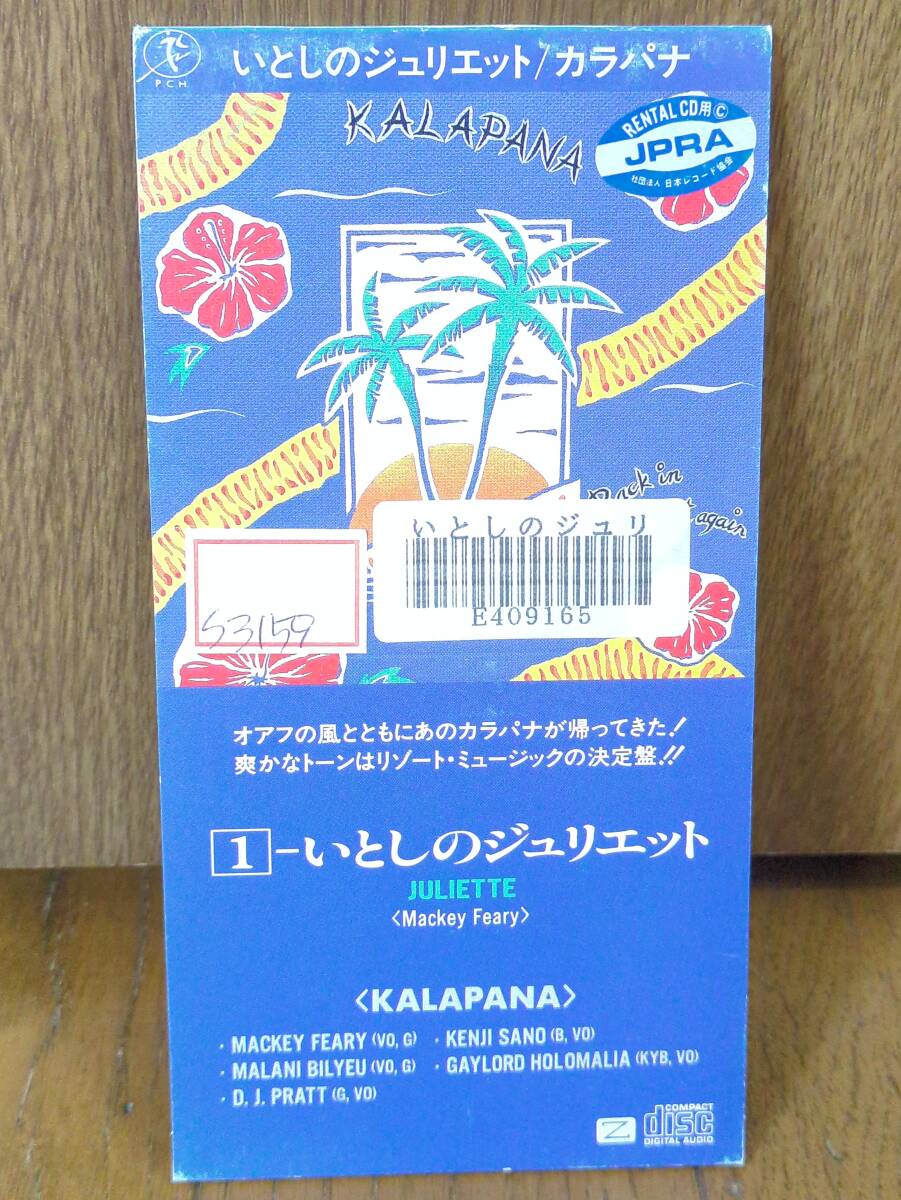 PCH
いとしのジュリエット/カラパナ
KALAPANA
RENTAL CD用Ⓒ
JPRA
社団法人 日本レコード協会
Back in
again
いとしのジュリ
E409165
S3159
オアフの風とともにあのカラパナが帰ってきた!
爽かなトーンはリゾート・ミュージックの決定盤!!
1-いとしのジュリエット
JULIETTE
<Mackey Feary>
<KALAPANA>
・MACKEY FEARY (VO, G) ・KENJI SANO (B, VO)
・MALANI BILYEU (VO, G) ・GAYLORD HOLOMALIA (KYB, VO)
・D. J. PRATT (G, VO)
Z
COMPACT
disc
DIGITAL AUDIO